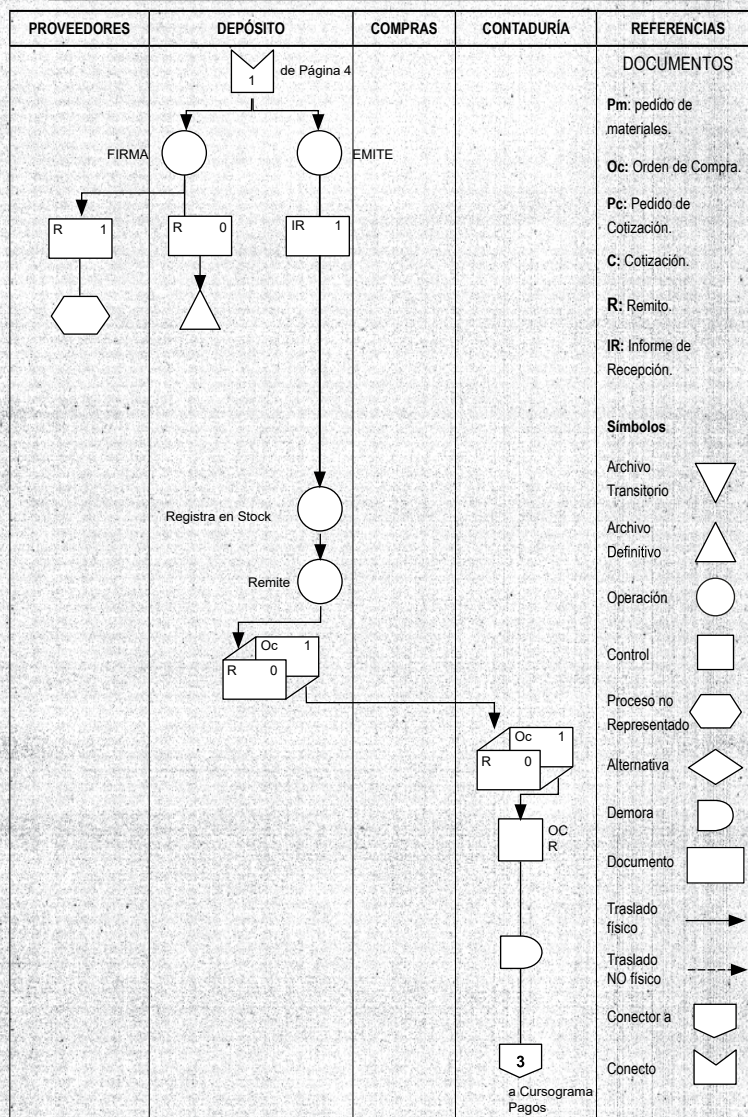 PROVEEDORES
DEPÓSITO
COMPRAS
CONTADURÍA
REFERENCIAS
1
de Página 4
FIRMA
EMITE
R 1
R 0
IR 1
Registra en Stock
Remite
Oc 1
R 0
Oc 1
R 0
OC
R
3
a Cursograma
Pagos
DOCUMENTOS
Pm: pedido de
materiales.
Oc: Orden de Compra.
Pc: Pedido de
Cotización.
C: Cotización.
R: Remito.
IR: Informe de
Recepción.
Símbolos
Archivo
Transitorio
Archivo
Definitivo
Operación
Control
Proceso no
Representado
Alternativa
Demora
Documento
Traslado
físico
Traslado
NO físico
Conector a
Conecto